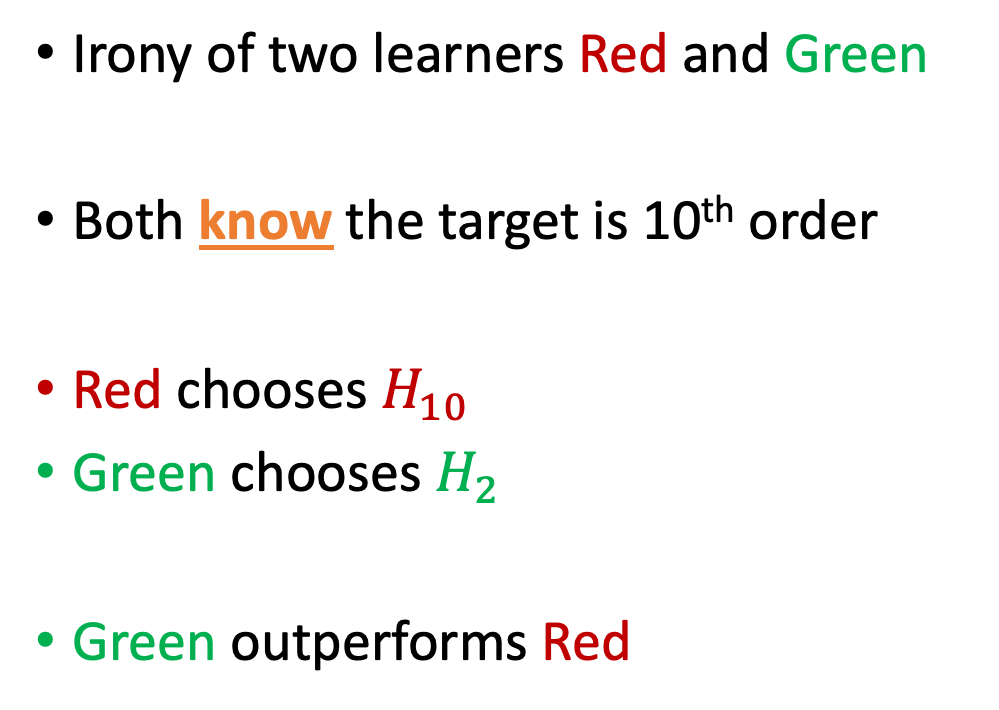 • Irony of two learners Red and Green
• Both know the target is 10th order
• Red chooses H10
• Green chooses H2
• Green outperforms Red